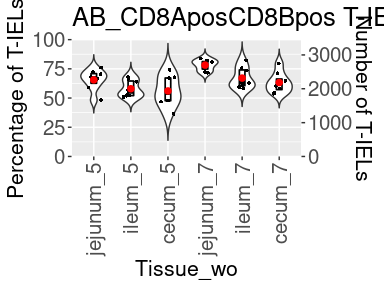 AB_CD8AposCD8Bpos T-IE
Percentage of T-IELs
100
75
50
25
0
3000
2000
1000
0
Number of T-IELs
jejunum_5
ileum_5
cecum_5
jejunum_7
ileum_7
cecum_7
Tissue_wo